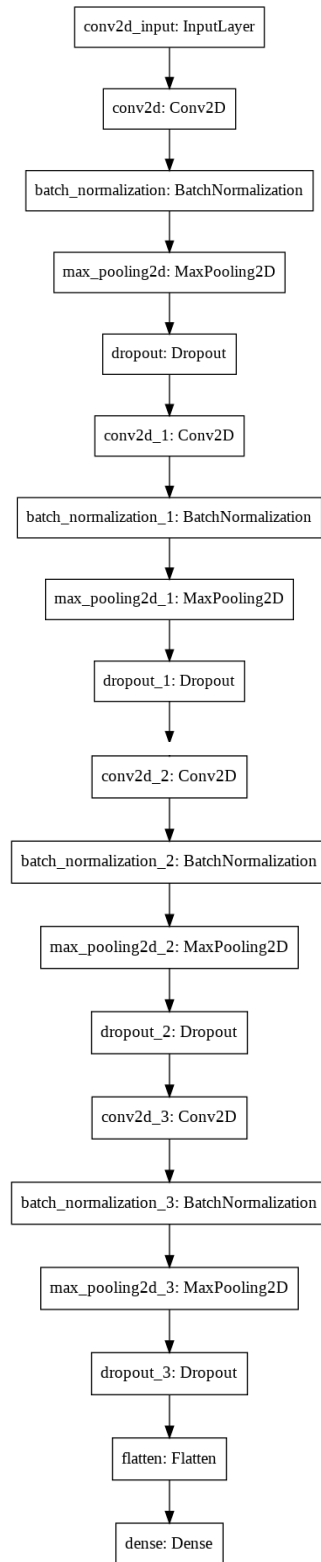 conv2d_input: InputLayer
conv2d: Conv2D
batch_normalization: BatchNormalization
max_pooling2d: MaxPooling2D
dropout: Dropout
conv2d_1: Conv2D
batch_normalization_1: BatchNormalization
max_pooling2d_1: MaxPooling2D
dropout_1: Dropout
conv2d_2: Conv2D
batch_normalization_2: BatchNormalization
max_pooling2d_2: MaxPooling2D
dropout_2: Dropout
conv2d_3: Conv2D
batch_normalization_3: BatchNormalization
max_pooling2d_3: MaxPooling2D
dropout_3: Dropout
flatten: Flatten
dense: Dense